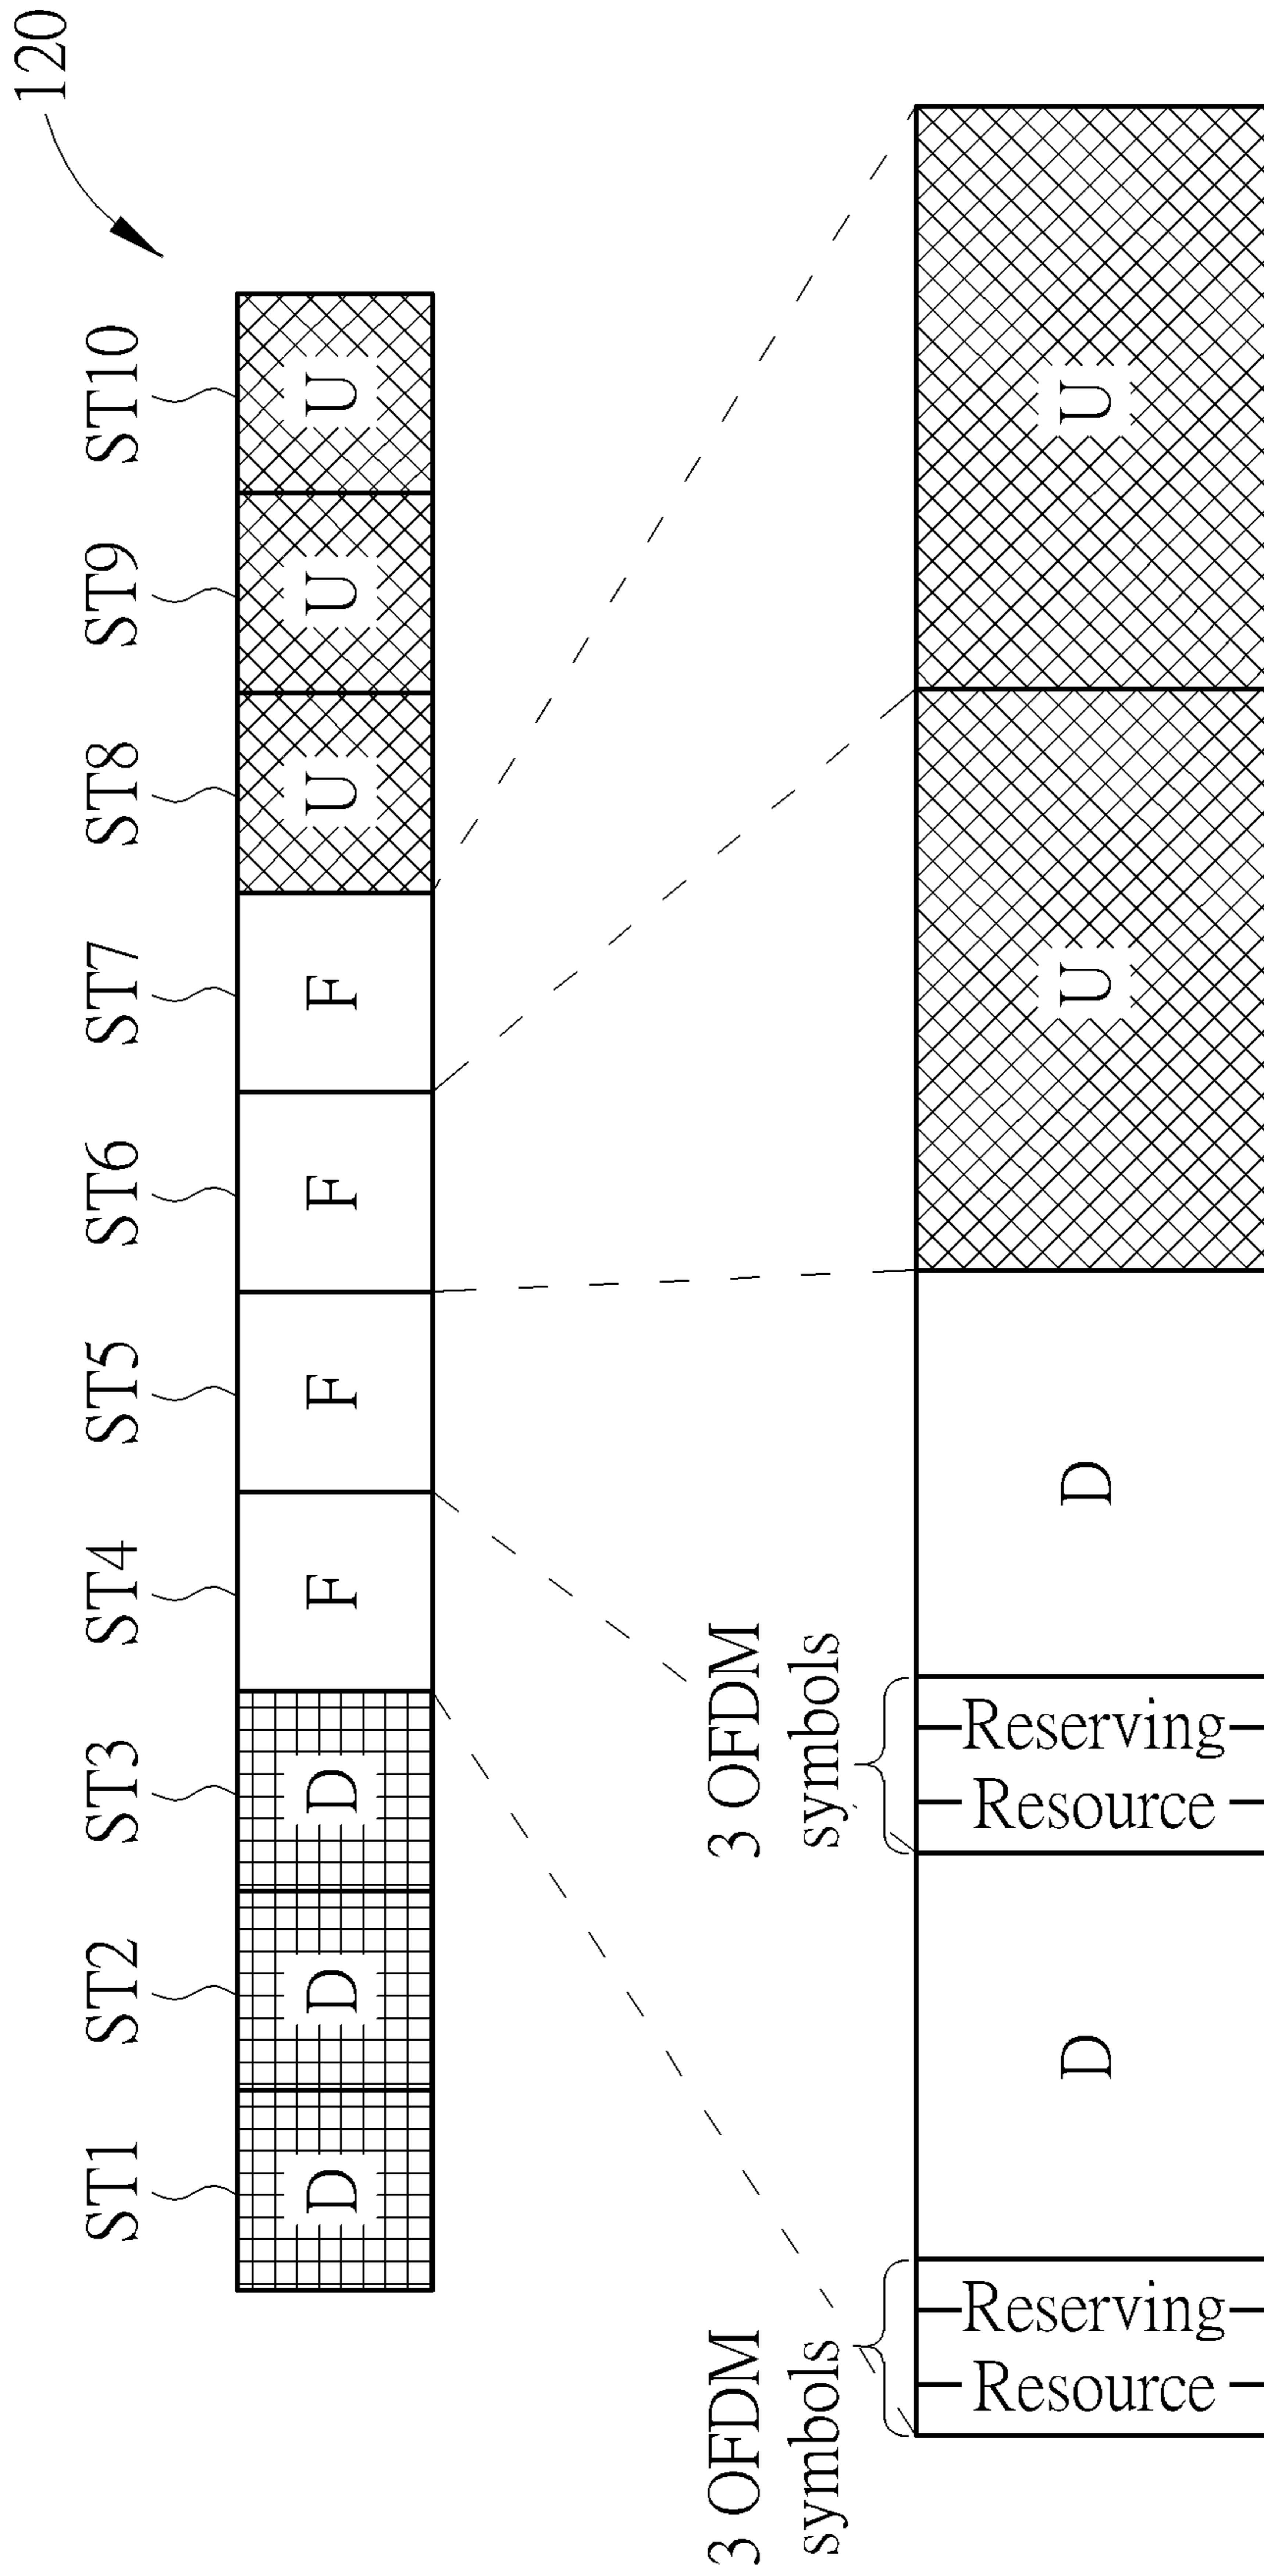 120
ST1 ST2 ST3 ST4 ST5 ST6 ST7 ST8 ST9 ST10
D D D F F F F U U U
3 OFDM symbols
3 OFDM symbols
Reserving Resource
D
Reserving Resource
D
U
U